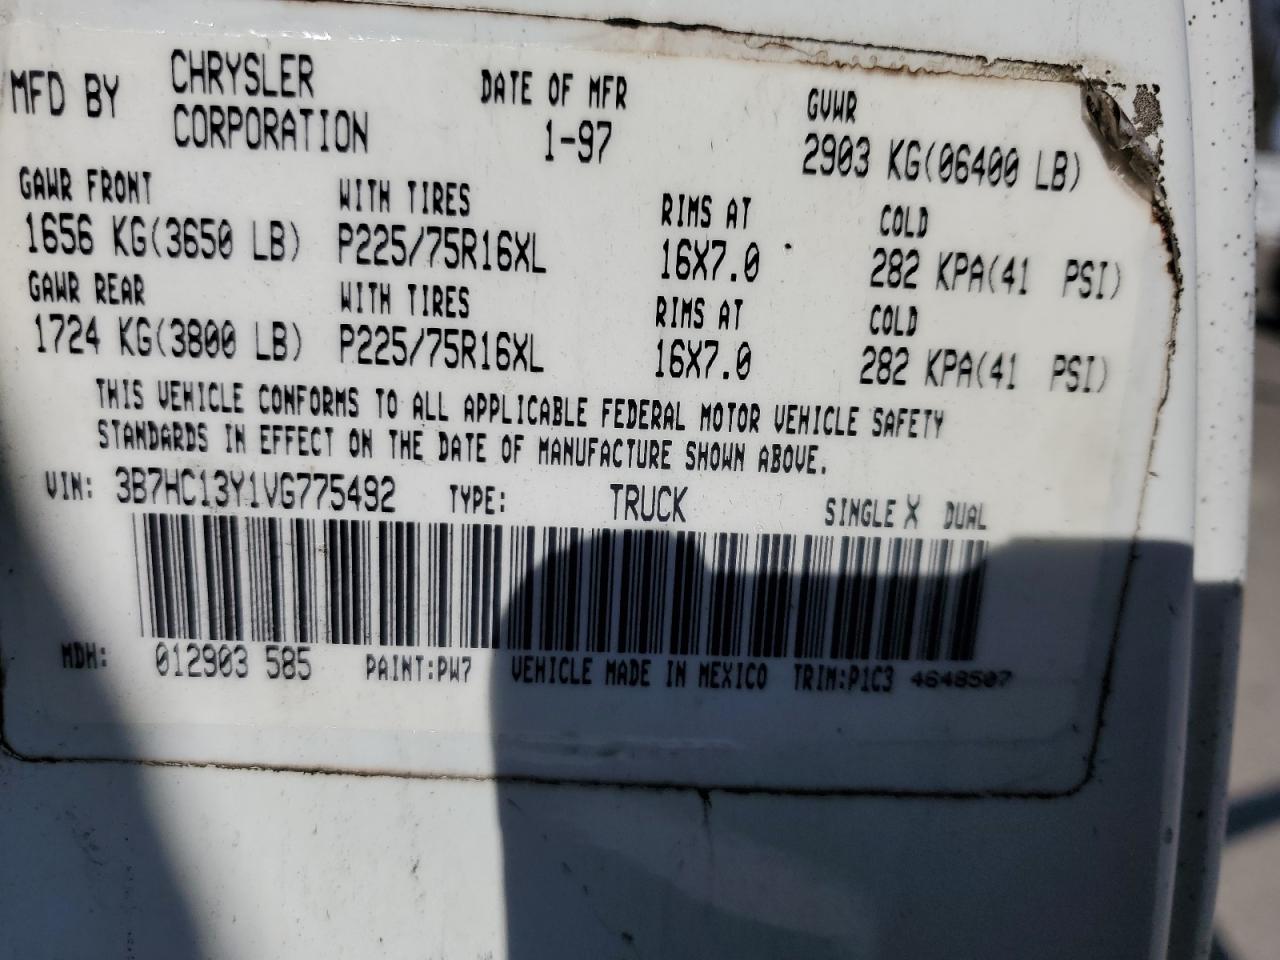 MFD BY CHRYSLER CORPORATION DATE OF MFR 1-97 GVWR 2903 KG(06400 LB)
GAWR FRONT WITH TIRES RIMS AT COLD
1656 KG(3650 LB) P225/75R16XL 16X7.0 282 KPA(41 PSI)
GAWR REAR WITH TIRES RIMS AT COLD
1724 KG(3800 LB) P225/75R16XL 16X7.0 282 KPA(41 PSI)
THIS VEHICLE CONFORMS TO ALL APPLICABLE FEDERAL MOTOR VEHICLE SAFETY
STANDARDS IN EFFECT ON THE DATE OF MANUFACTURE SHOWN ABOVE.
VIN: 3B7HC13Y1VG775492 TYPE: TRUCK SINGLE X DUAL
MDH: 012903 585 PAINT:PW7 VEHICLE MADE IN MEXICO TRIM:P1C3 4648507